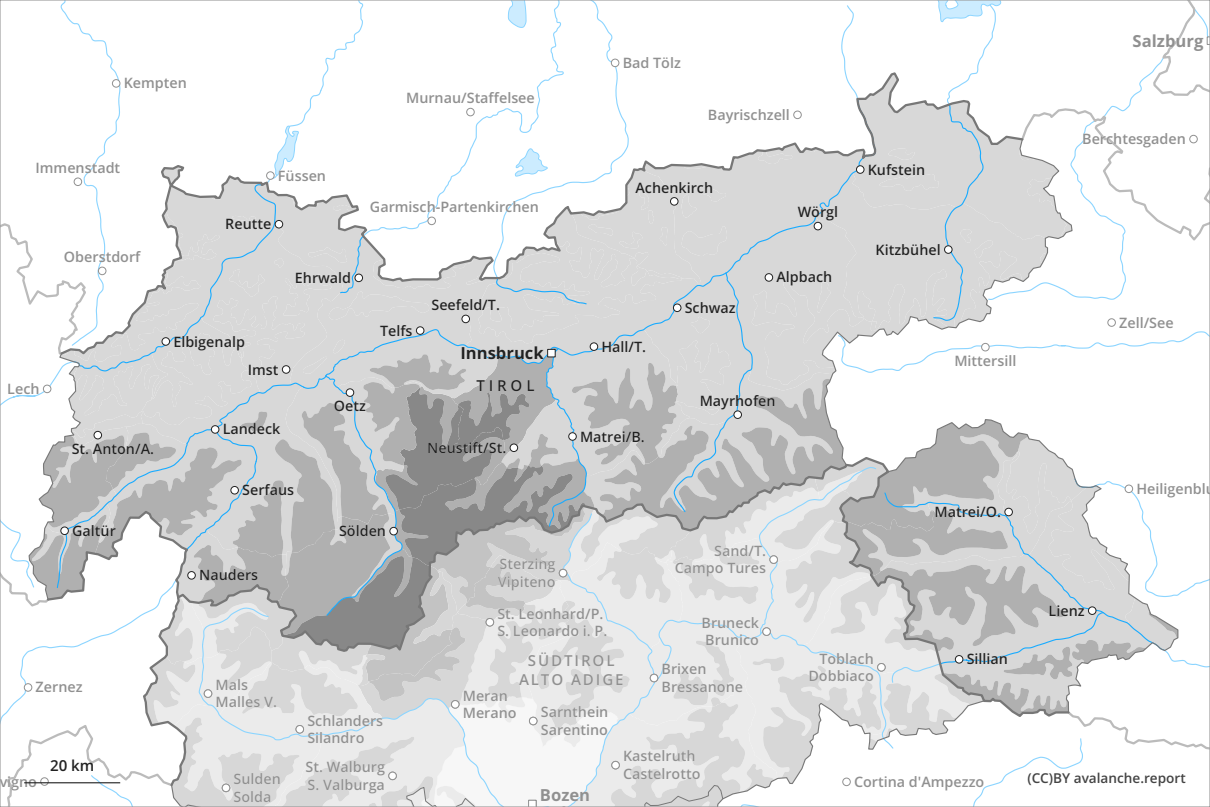 Salzburg
Bad Tölz
Kempten
Murnau/Staffelsee
Bayrischzell
Berchtesgaden
Immenstadt
Füssen
Kufstein
Achenkirch
Garmisch-Partenkirchen
Wörgl
Reutte
Kitzbühel
Oberstdorf
Ehrwald
Alpbach
Seefeld/T.
Schwaz
Telfs
Zell/See
Elbigenalp
Innsbruck
Hall/T.
Mittersill
Imst
TIROL
Lech
Oetz
Mayrhofen
Landeck
Matrei/B.
St. Anton/A.
Neustift/St.
Serfaus
Heiligenblu
Matrei/O.
Galtür
Sölden
Sand/T.
Campo Tures
Sterzing
Vipiteno
Nauders
Lienz
St. Leonhard/P.
S. Leonardo i. P.
Bruneck
Brunico
SÜDTIROL
ALTO ADIGE
Toblach
Dobbiaco
Sillian
Brixen
Bressanone
Zernez
Mals
Malles V.
Meran
Merano
Sarnthein
Sarentino
Schlanders
Silandro
Kastelruth
Castelrotto
St. Walburg
S. Valburga
20 km
vigno
Sulden
Solda
Cortina d'Ampezzo
(CC)BY avalanche.report
Bozen